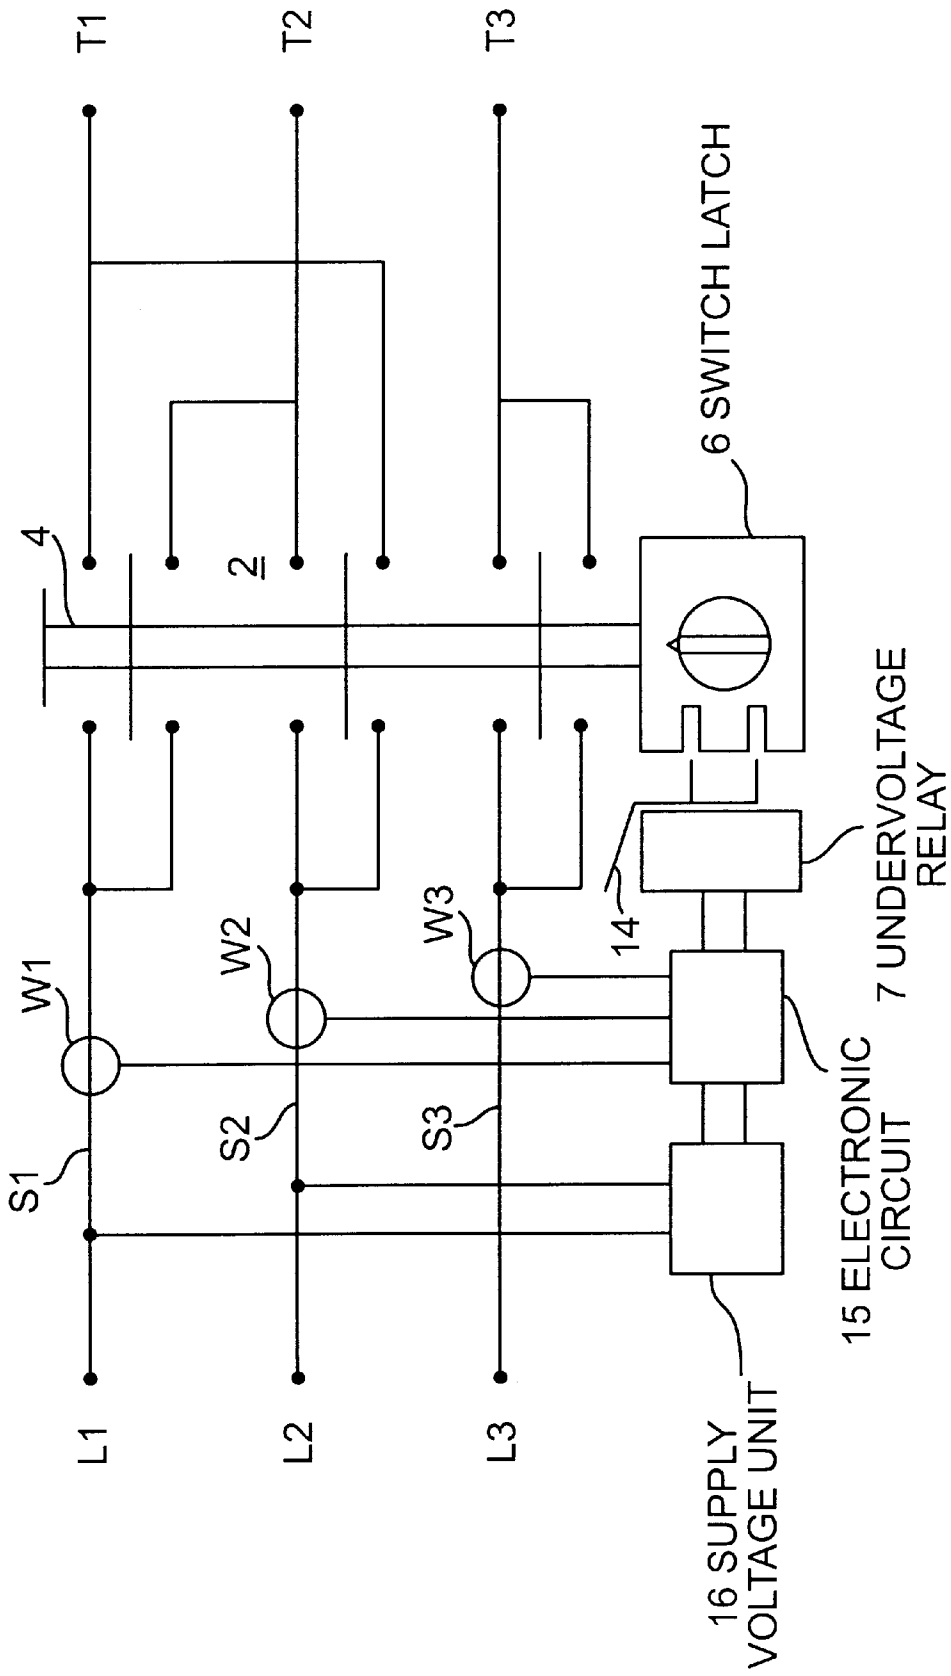 T1
T2
T3
4
2
6 SWITCH LATCH
W1
W2
W3
14
7 UNDERVOLTAGE
RELAY
S1
S2
S3
15 ELECTRONIC
CIRCUIT
L1
L2
L3
16 SUPPLY
VOLTAGE UNIT